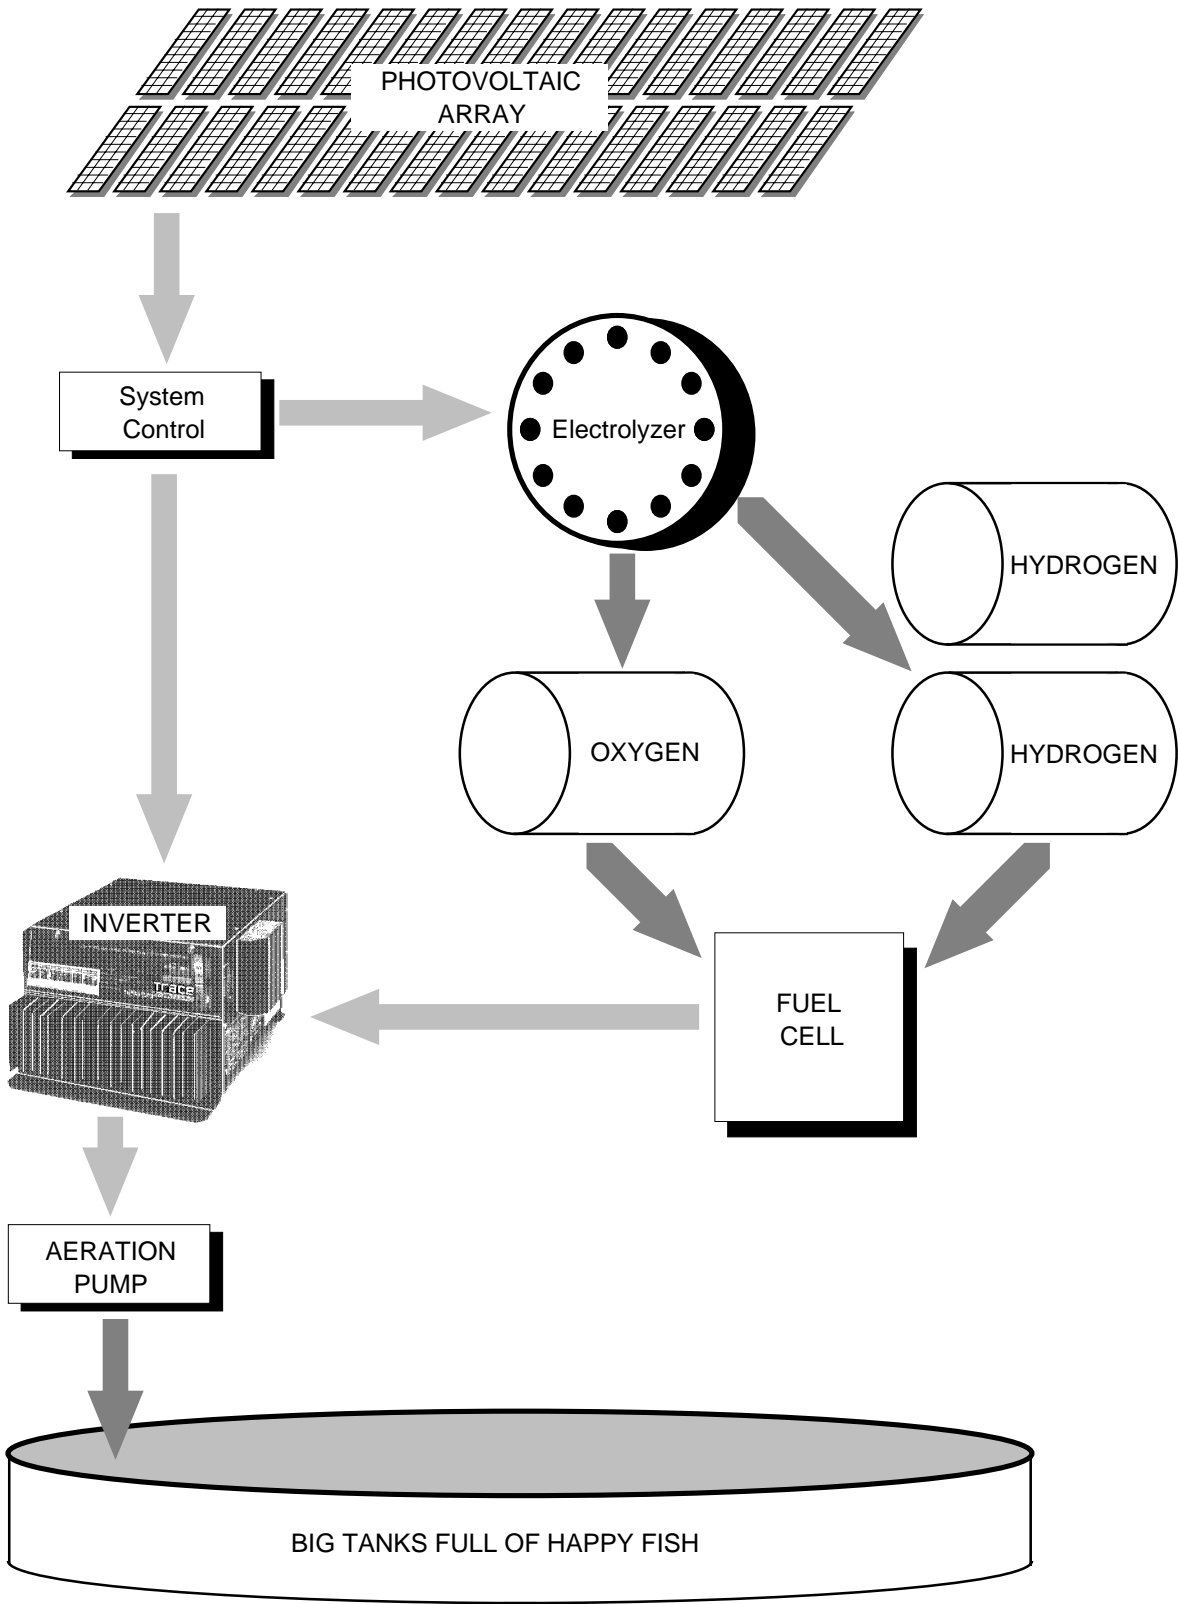 PHOTOVOLTAIC
ARRAY
System
Control
Electrolyzer
HYDROGEN
OXYGEN
HYDROGEN
INVERTER
Trace
FUEL
CELL
AERATION
PUMP
BIG TANKS FULL OF HAPPY FISH